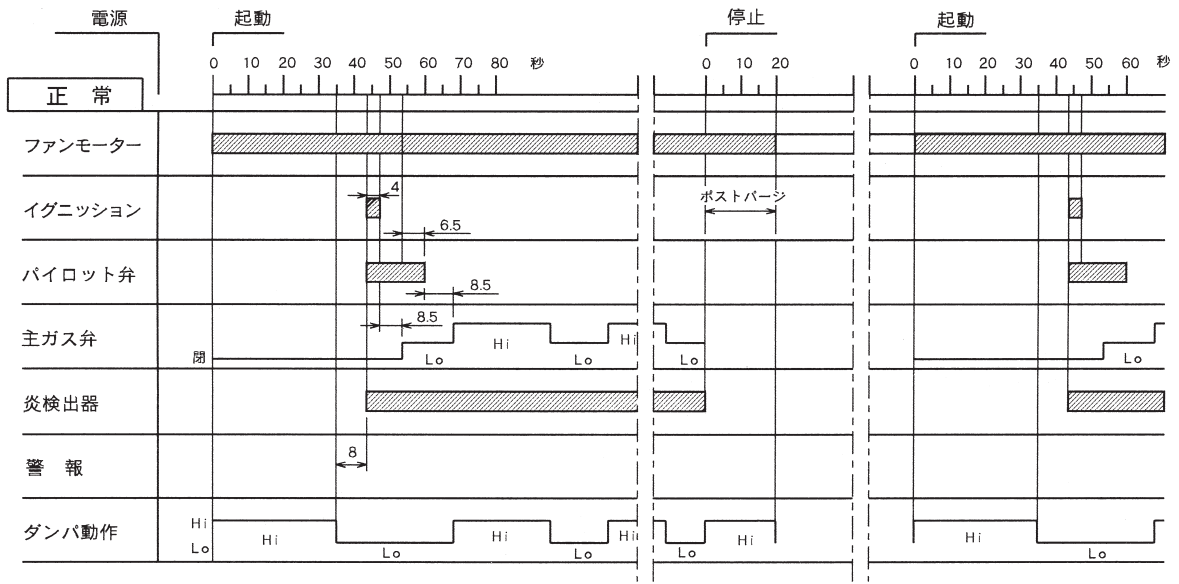 電源 起動 停止 起動
0 10 20 30 40 50 60 70 80 秒 0 10 20 0 10 20 30 40 50 60 秒
正常
ファンモーター
イグニッション 4 ポストパージ
6.5
パイロット弁
8.5
主ガス弁 8.5
Hi Hi
閉 Lo Lo Lo Lo
炎検出器
警報 8
ダンパ動作 Hi
Hi Hi Hi Hi
Lo Lo Lo Lo Lo